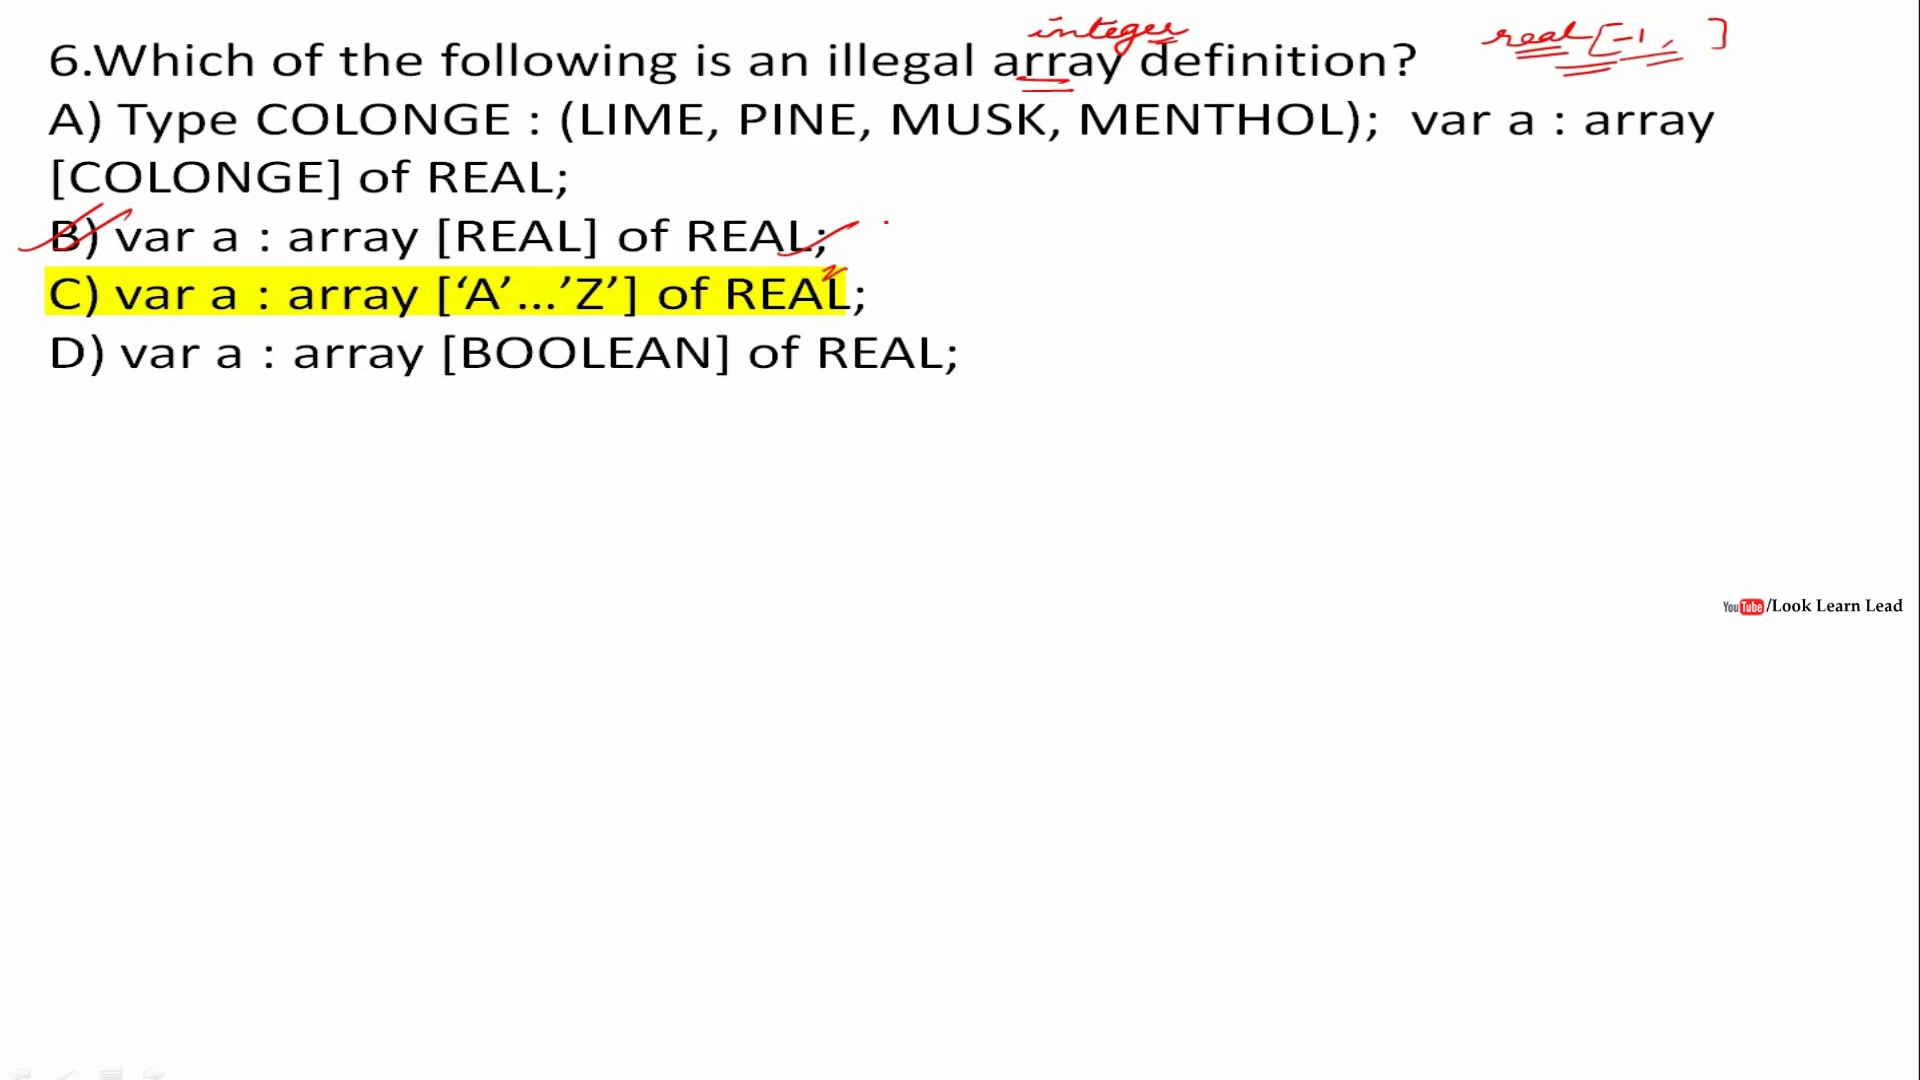 integer
real [-1, ]
6.Which of the following is an illegal array definition?
A) Type COLONGE : (LIME, PINE, MUSK, MENTHOL);  var a : array
[COLONGE] of REAL;
B) var a : array [REAL] of REAL;
C) var a : array [‘A’...’Z’] of REAL;
D) var a : array [BOOLEAN] of REAL;
YouTube/Look Learn Lead